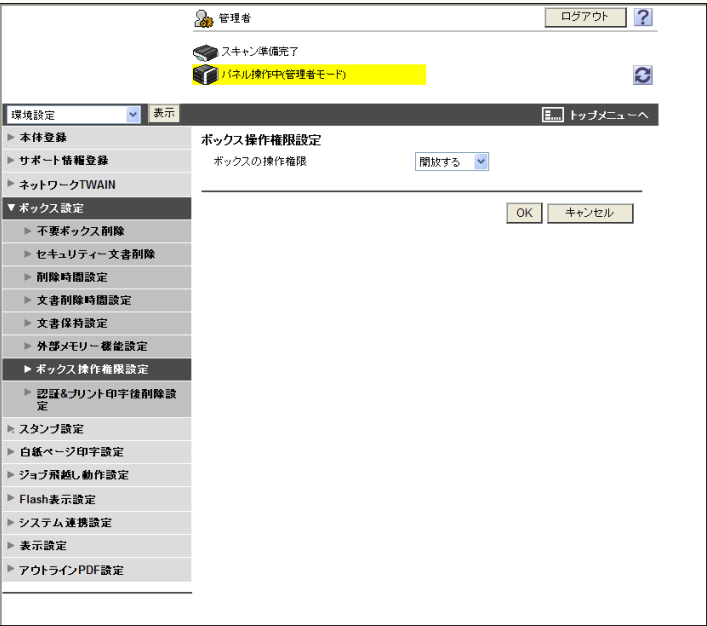 管理者
ログアウト
?
スキャン準備完了
パネル操作中(管理者モード)
環境設定
表示
トップメニューへ
本体登録
サポート情報登録
ネットワークTWAIN
ボックス設定
不要ボックス削除
セキュリティー文書削除
削除時間設定
文書削除時間設定
文書保持設定
外部メモリー機能設定
ボックス操作権限設定
認証&プリント印字後削除設
定
スタンプ設定
白紙ページ印字設定
ジョブ飛越し動作設定
Flash表示設定
システム連携設定
表示設定
アウトラインPDF設定
ボックス操作権限設定
ボックスの操作権限
開放する
OK
キャンセル